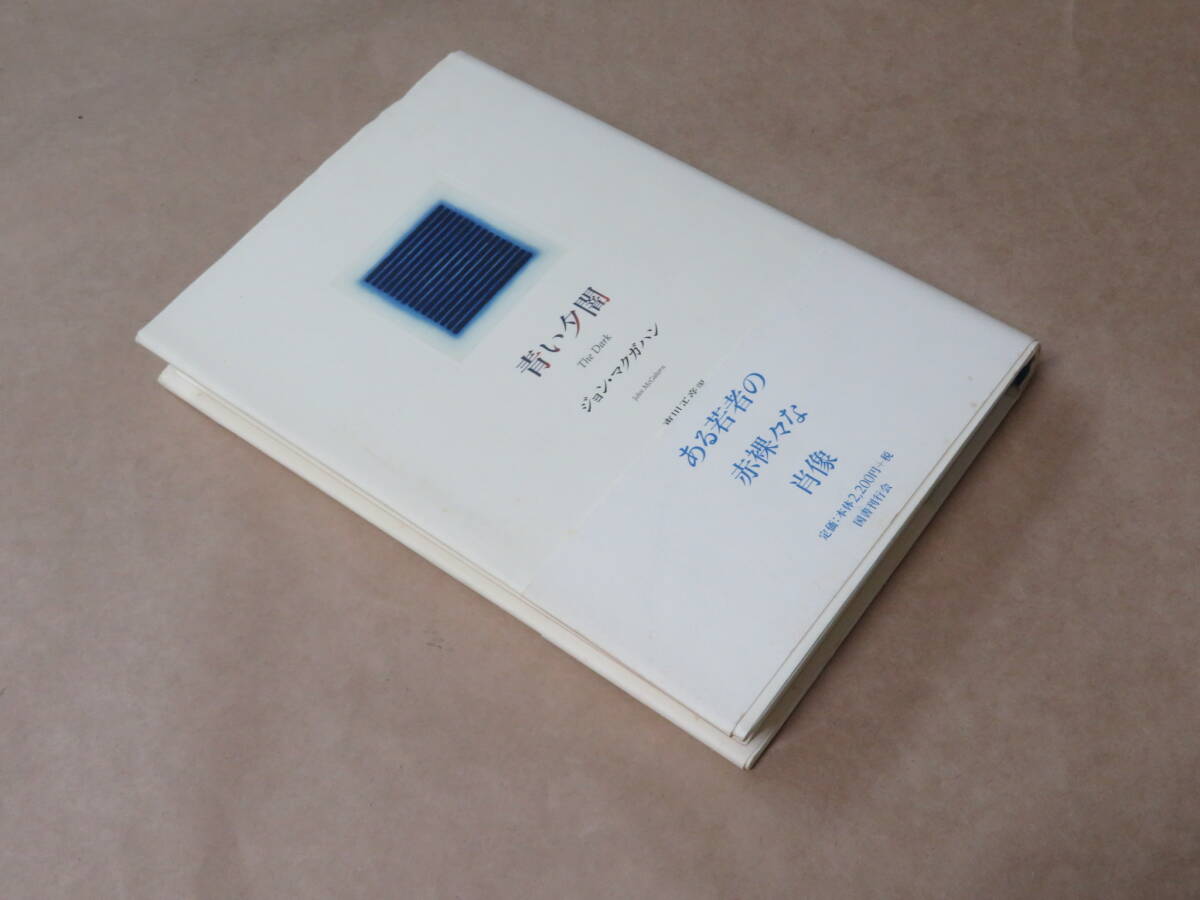 青い夕闇
The Dark
ジョン・マクガハン
John McGahern
ある若者の
赤裸々な
肖像
定価:本体2,200円+税
国書刊行会